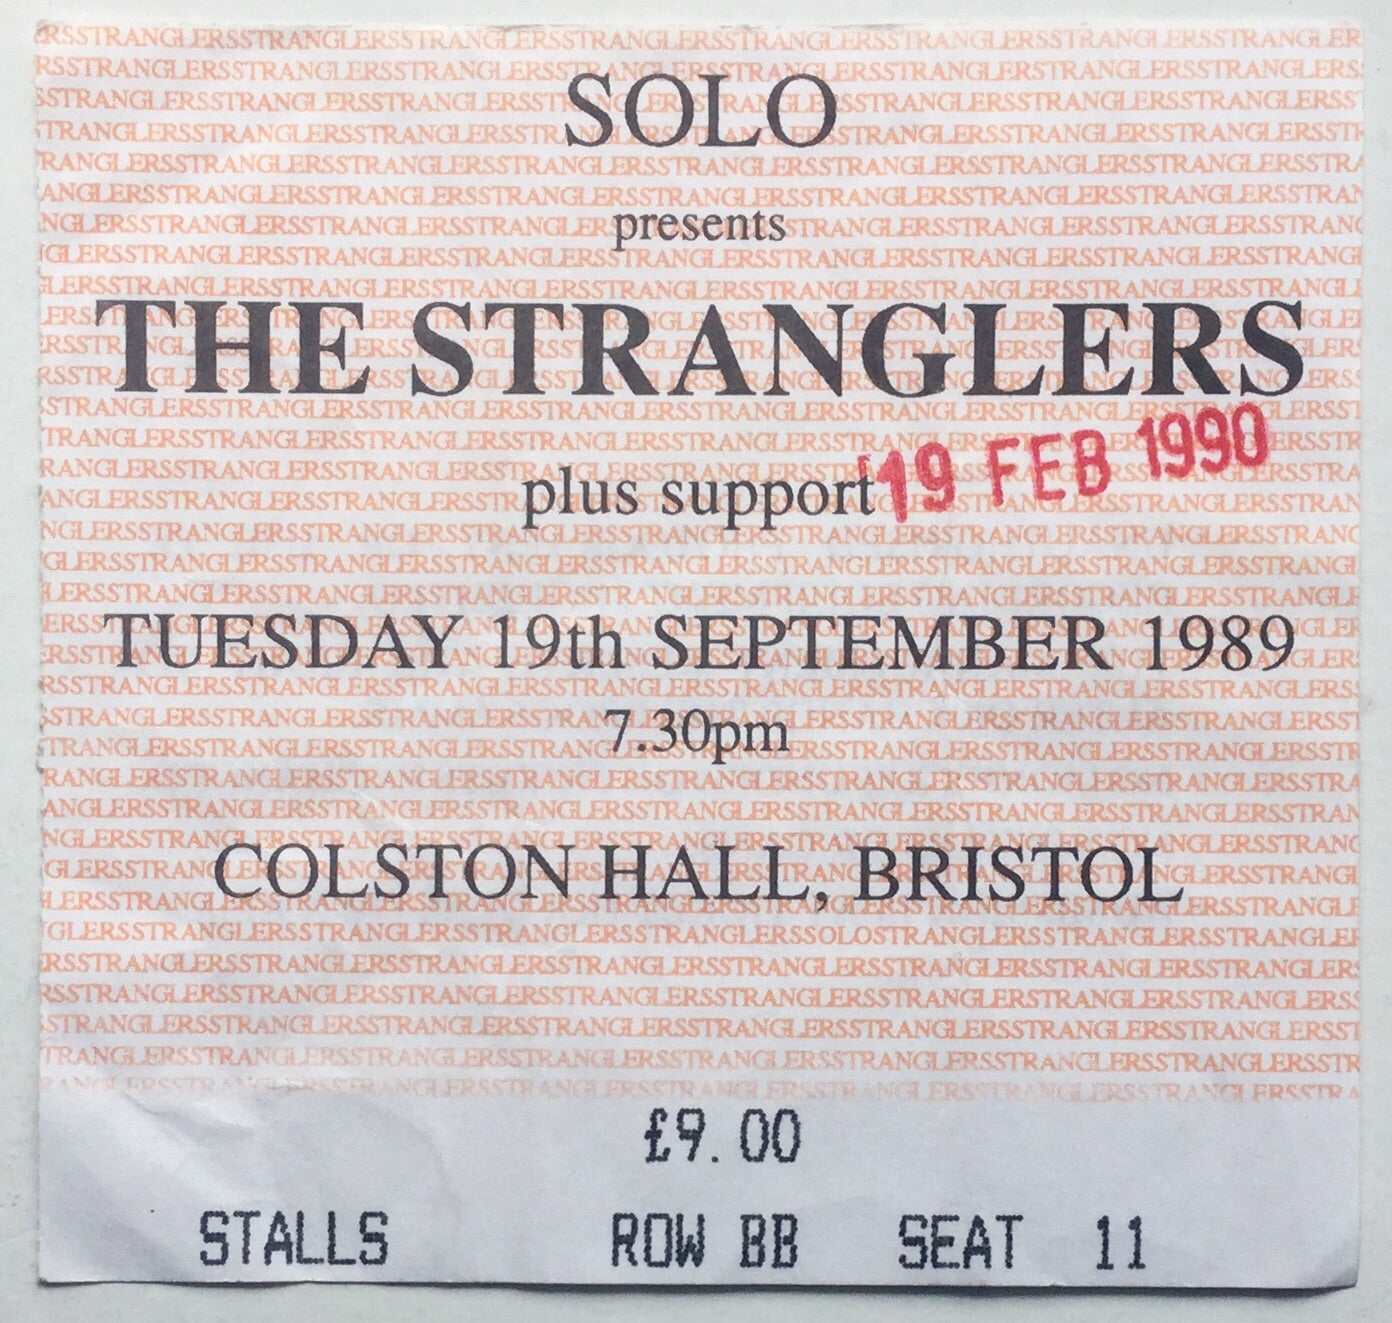 SOLO
presents
THE STRANGLERS
plus support
19 FEB 1990
TUESDAY 19th SEPTEMBER 1989
7.30pm
COLSTON HALL, BRISTOL
£9.00
STALLS ROW BB SEAT 11